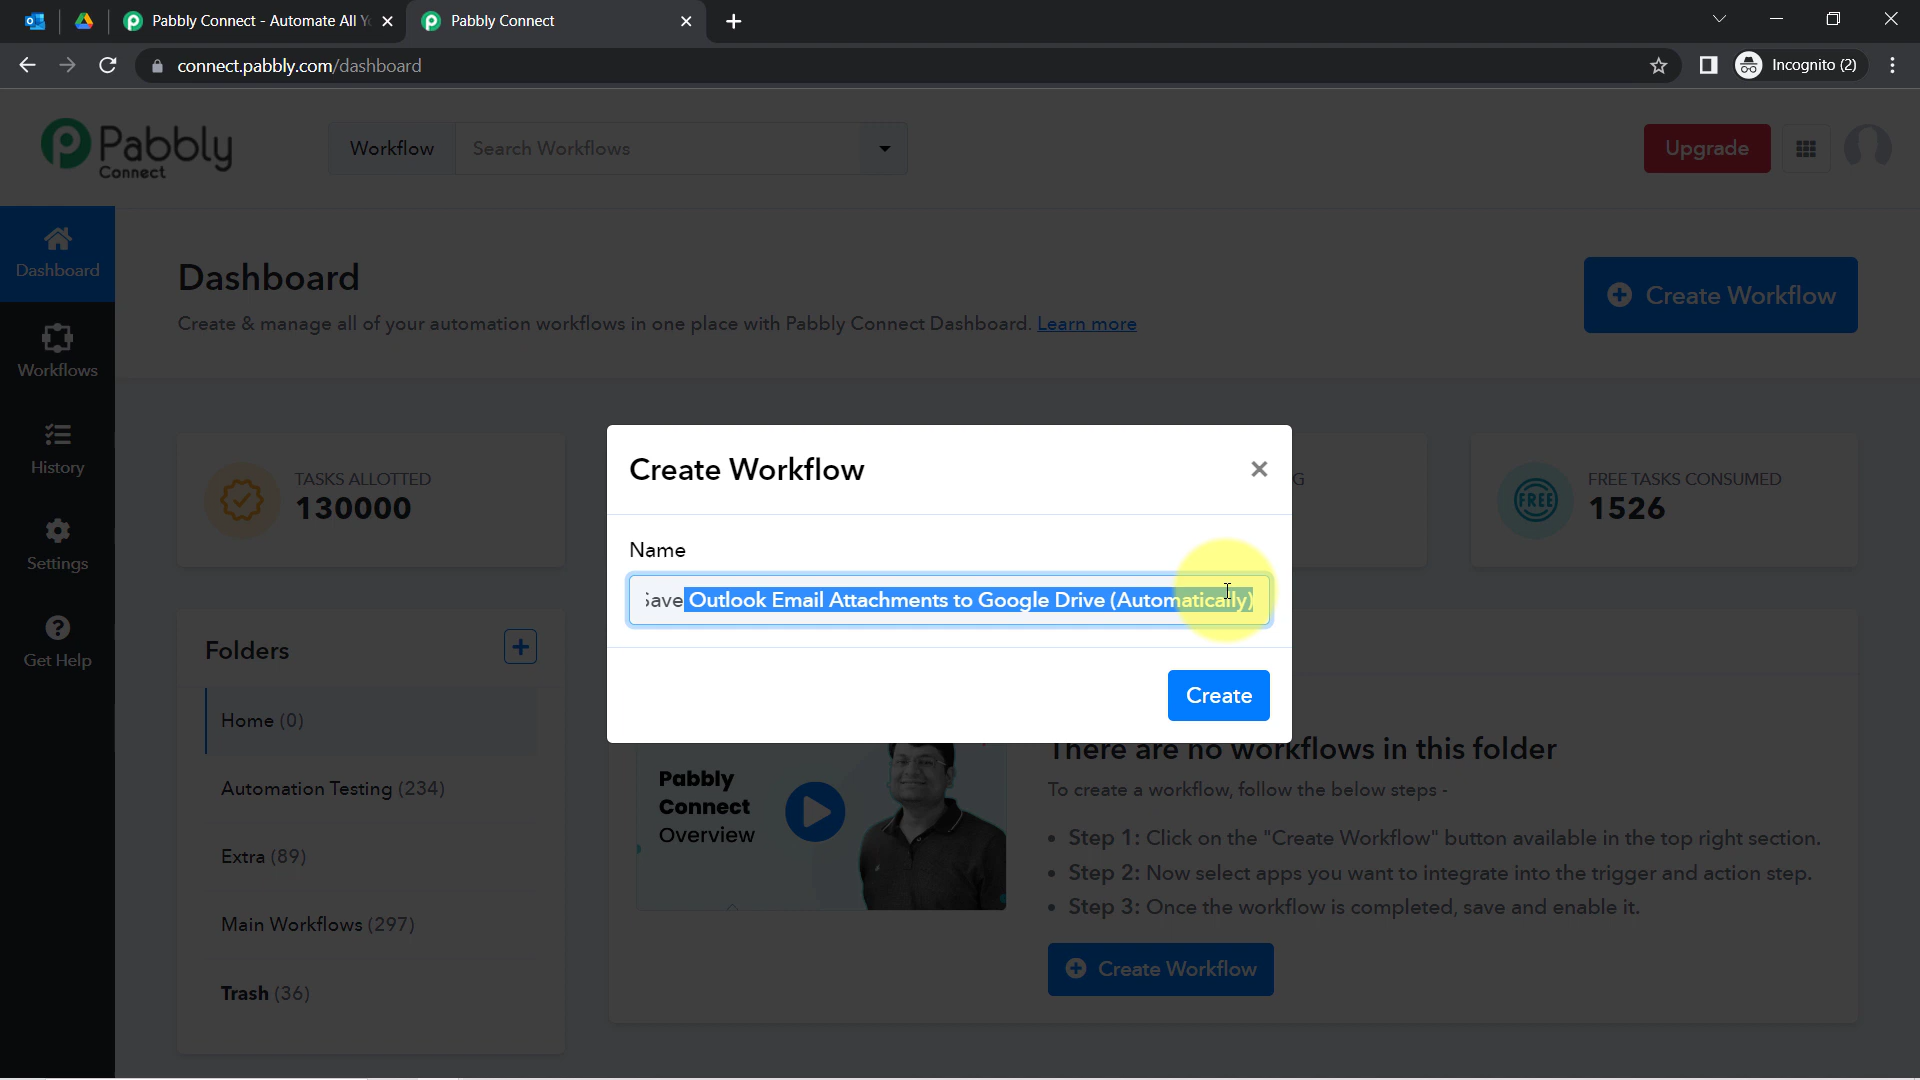 Pabbly Connect - Automate All Y
Pabbly Connect
connect.pabbly.com/dashboard
Incognito (2)
Pabbly
Connect
Workflow
Search Workflows
Upgrade
Dashboard
Workflows
History
Settings
Get Help
Dashboard
Create & manage all of your automation workflows in one place with Pabbly Connect Dashboard. Learn more
Create Workflow
TASKS ALLOTTED
130000
G
FREE
FREE TASKS CONSUMED
1526
Create Workflow
Name
Save Outlook Email Attachments to Google Drive (Automatically)
Create
Folders
Home (0)
Automation Testing (234)
Extra (89)
Main Workflows (297)
Trash (36)
Pabbly
Connect
Overview
There are no workflows in this folder
To create a workflow, follow the below steps -
• Step 1: Click on the "Create Workflow" button available in the top right section.
• Step 2: Now select apps you want to integrate into the trigger and action step.
• Step 3: Once the workflow is completed, save and enable it.
Create Workflow